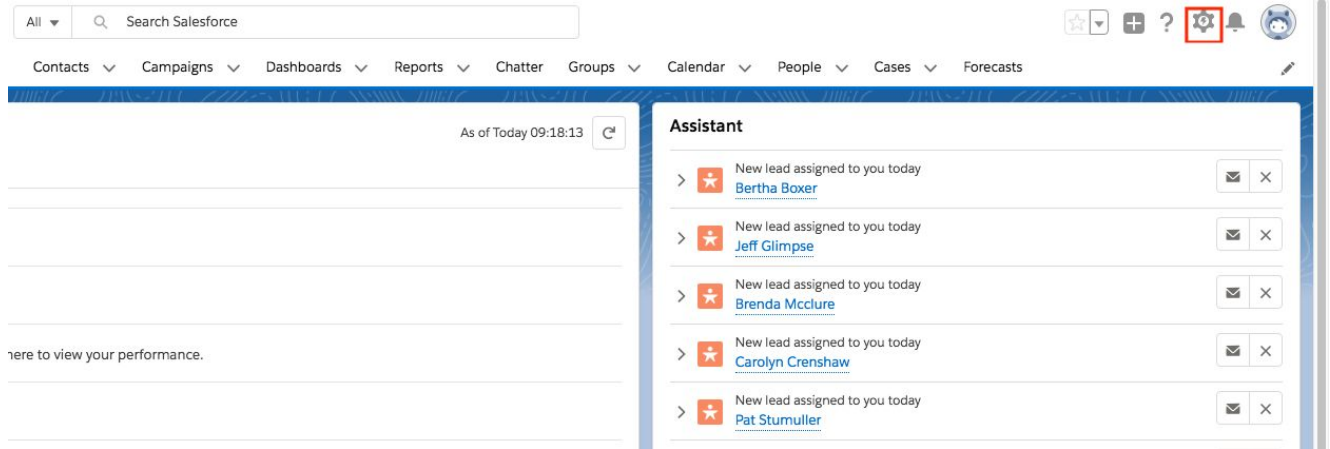 All
Search Salesforce
?
Contacts Campaigns Dashboards Reports Chatter Groups Calendar People Cases Forecasts
As of Today 09:18:13
here to view your performance.
Assistant
New lead assigned to you today
Bertha Boxer
New lead assigned to you today
Jeff Glimpse
New lead assigned to you today
Brenda Mcclure
New lead assigned to you today
Carolyn Crenshaw
New lead assigned to you today
Pat Stumuller